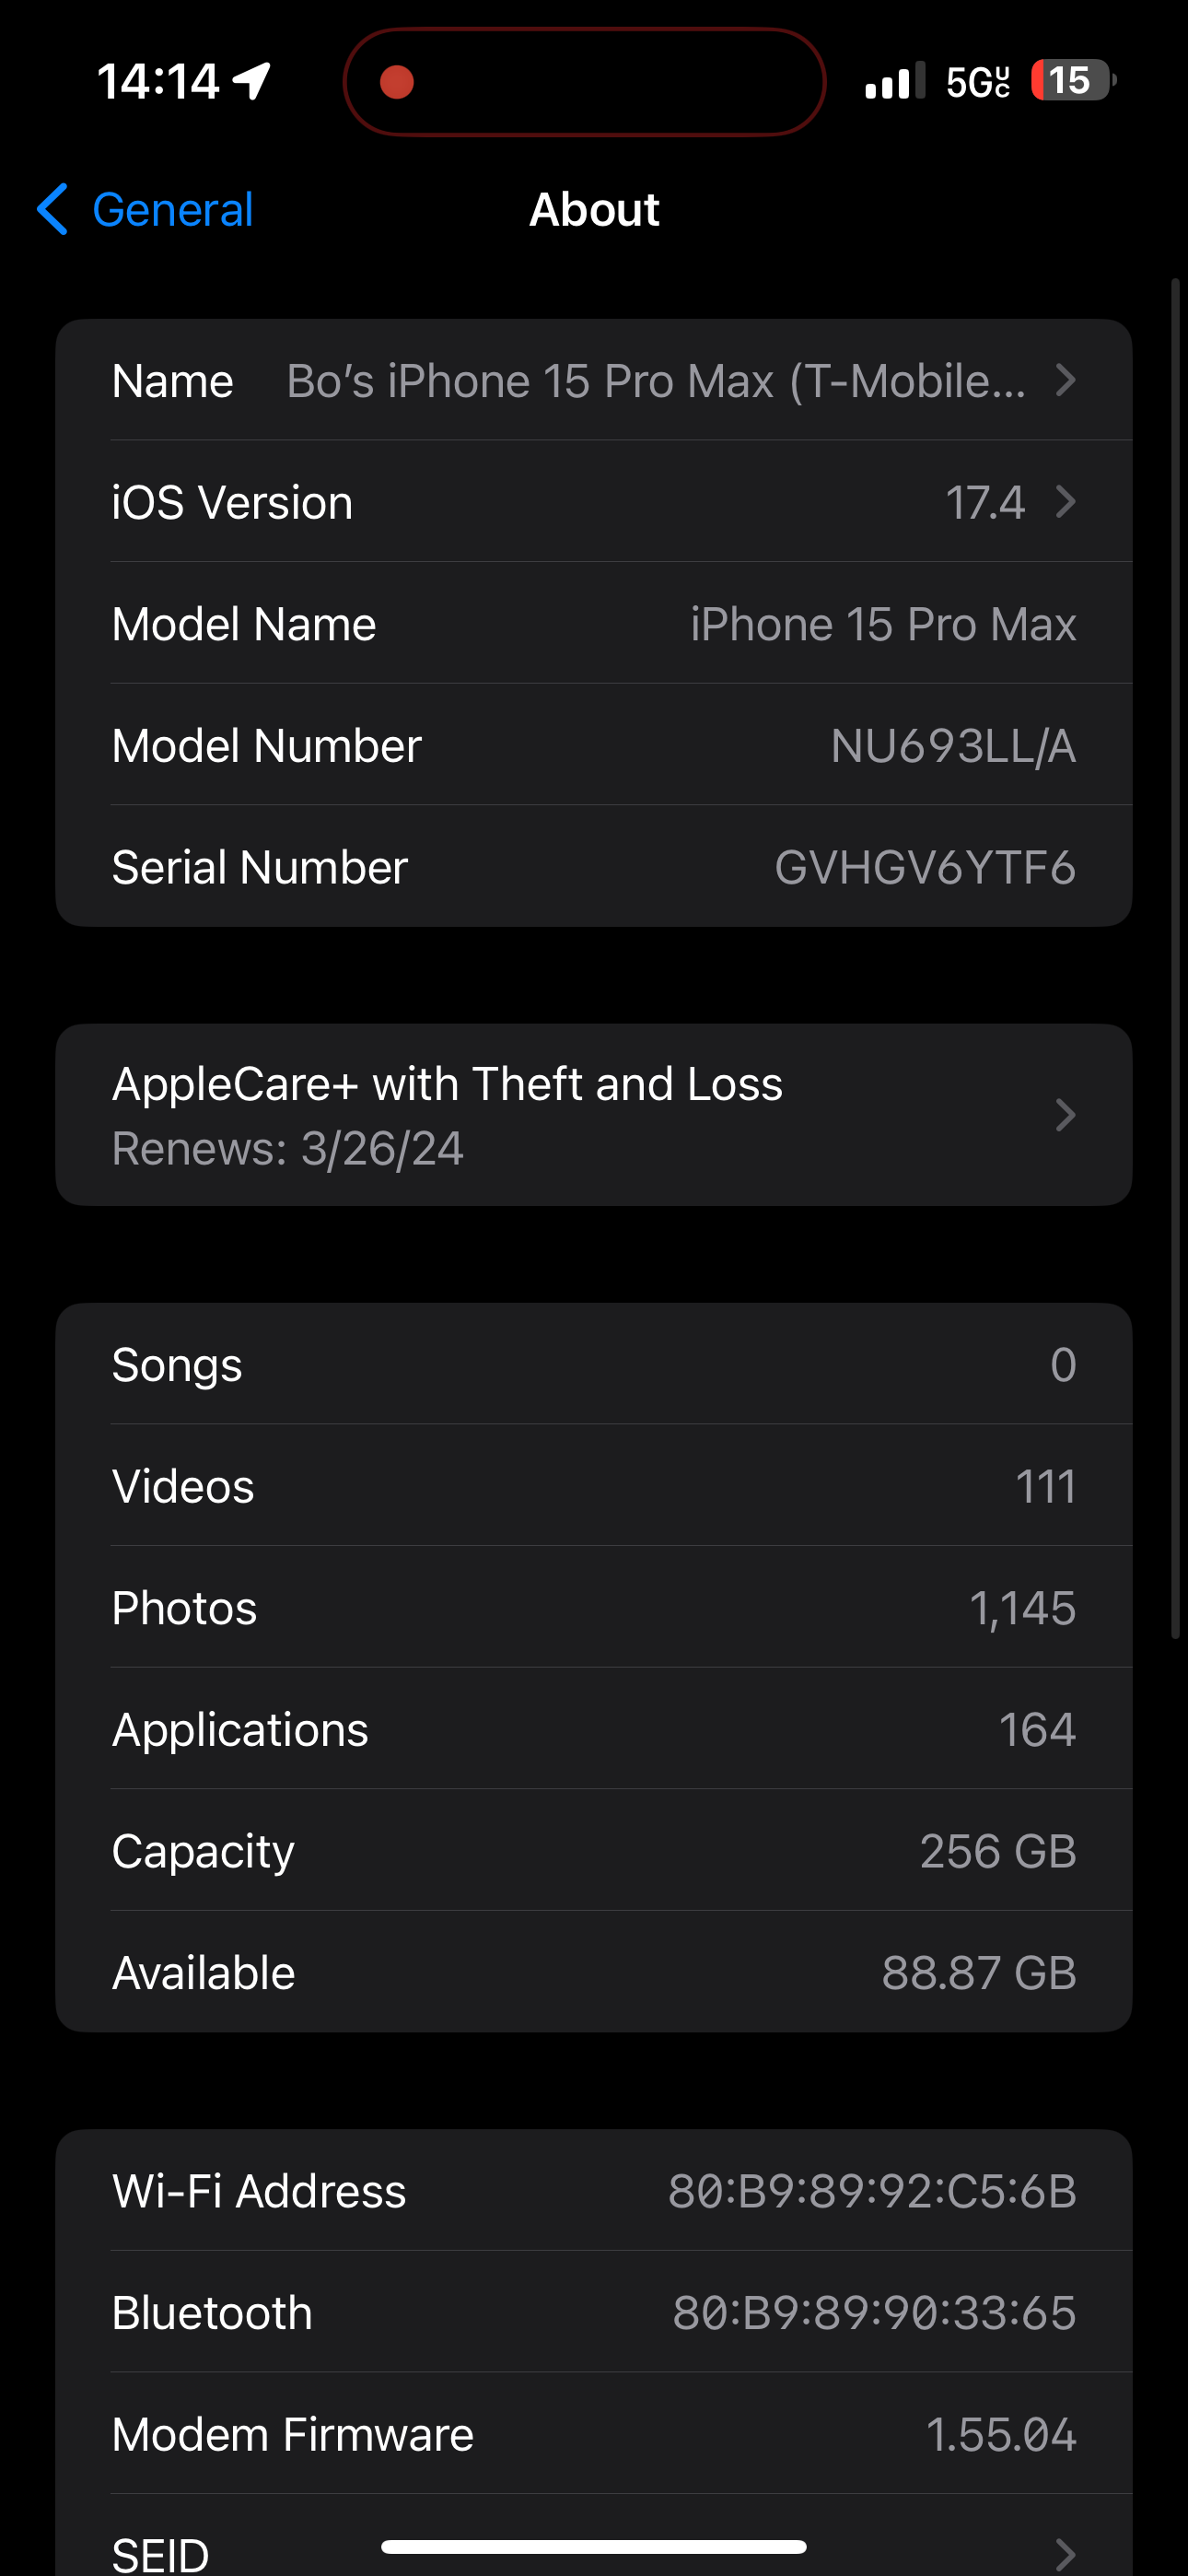 14:14
5G UC
15
General
About
Name Bo’s iPhone 15 Pro Max (T-Mobile...
iOS Version 17.4
Model Name iPhone 15 Pro Max
Model Number NU693LL/A
Serial Number GVHGV6YTF6
AppleCare+ with Theft and Loss
Renews: 3/26/24
Songs 0
Videos 111
Photos 1,145
Applications 164
Capacity 256 GB
Available 88.87 GB
Wi-Fi Address 80:B9:89:92:C5:6B
Bluetooth 80:B9:89:90:33:65
Modem Firmware 1.55.04
SEID